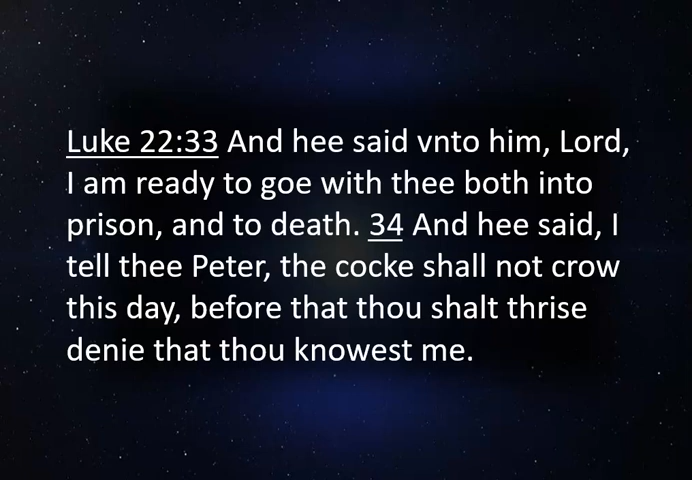 Luke 22:33 And hee said vnto him, Lord,
I am ready to goe with thee both into
prison, and to death. 34 And hee said, I
tell thee Peter, the cocke shall not crow
this day, before that thou shalt thrise
denie that thou knowest me.